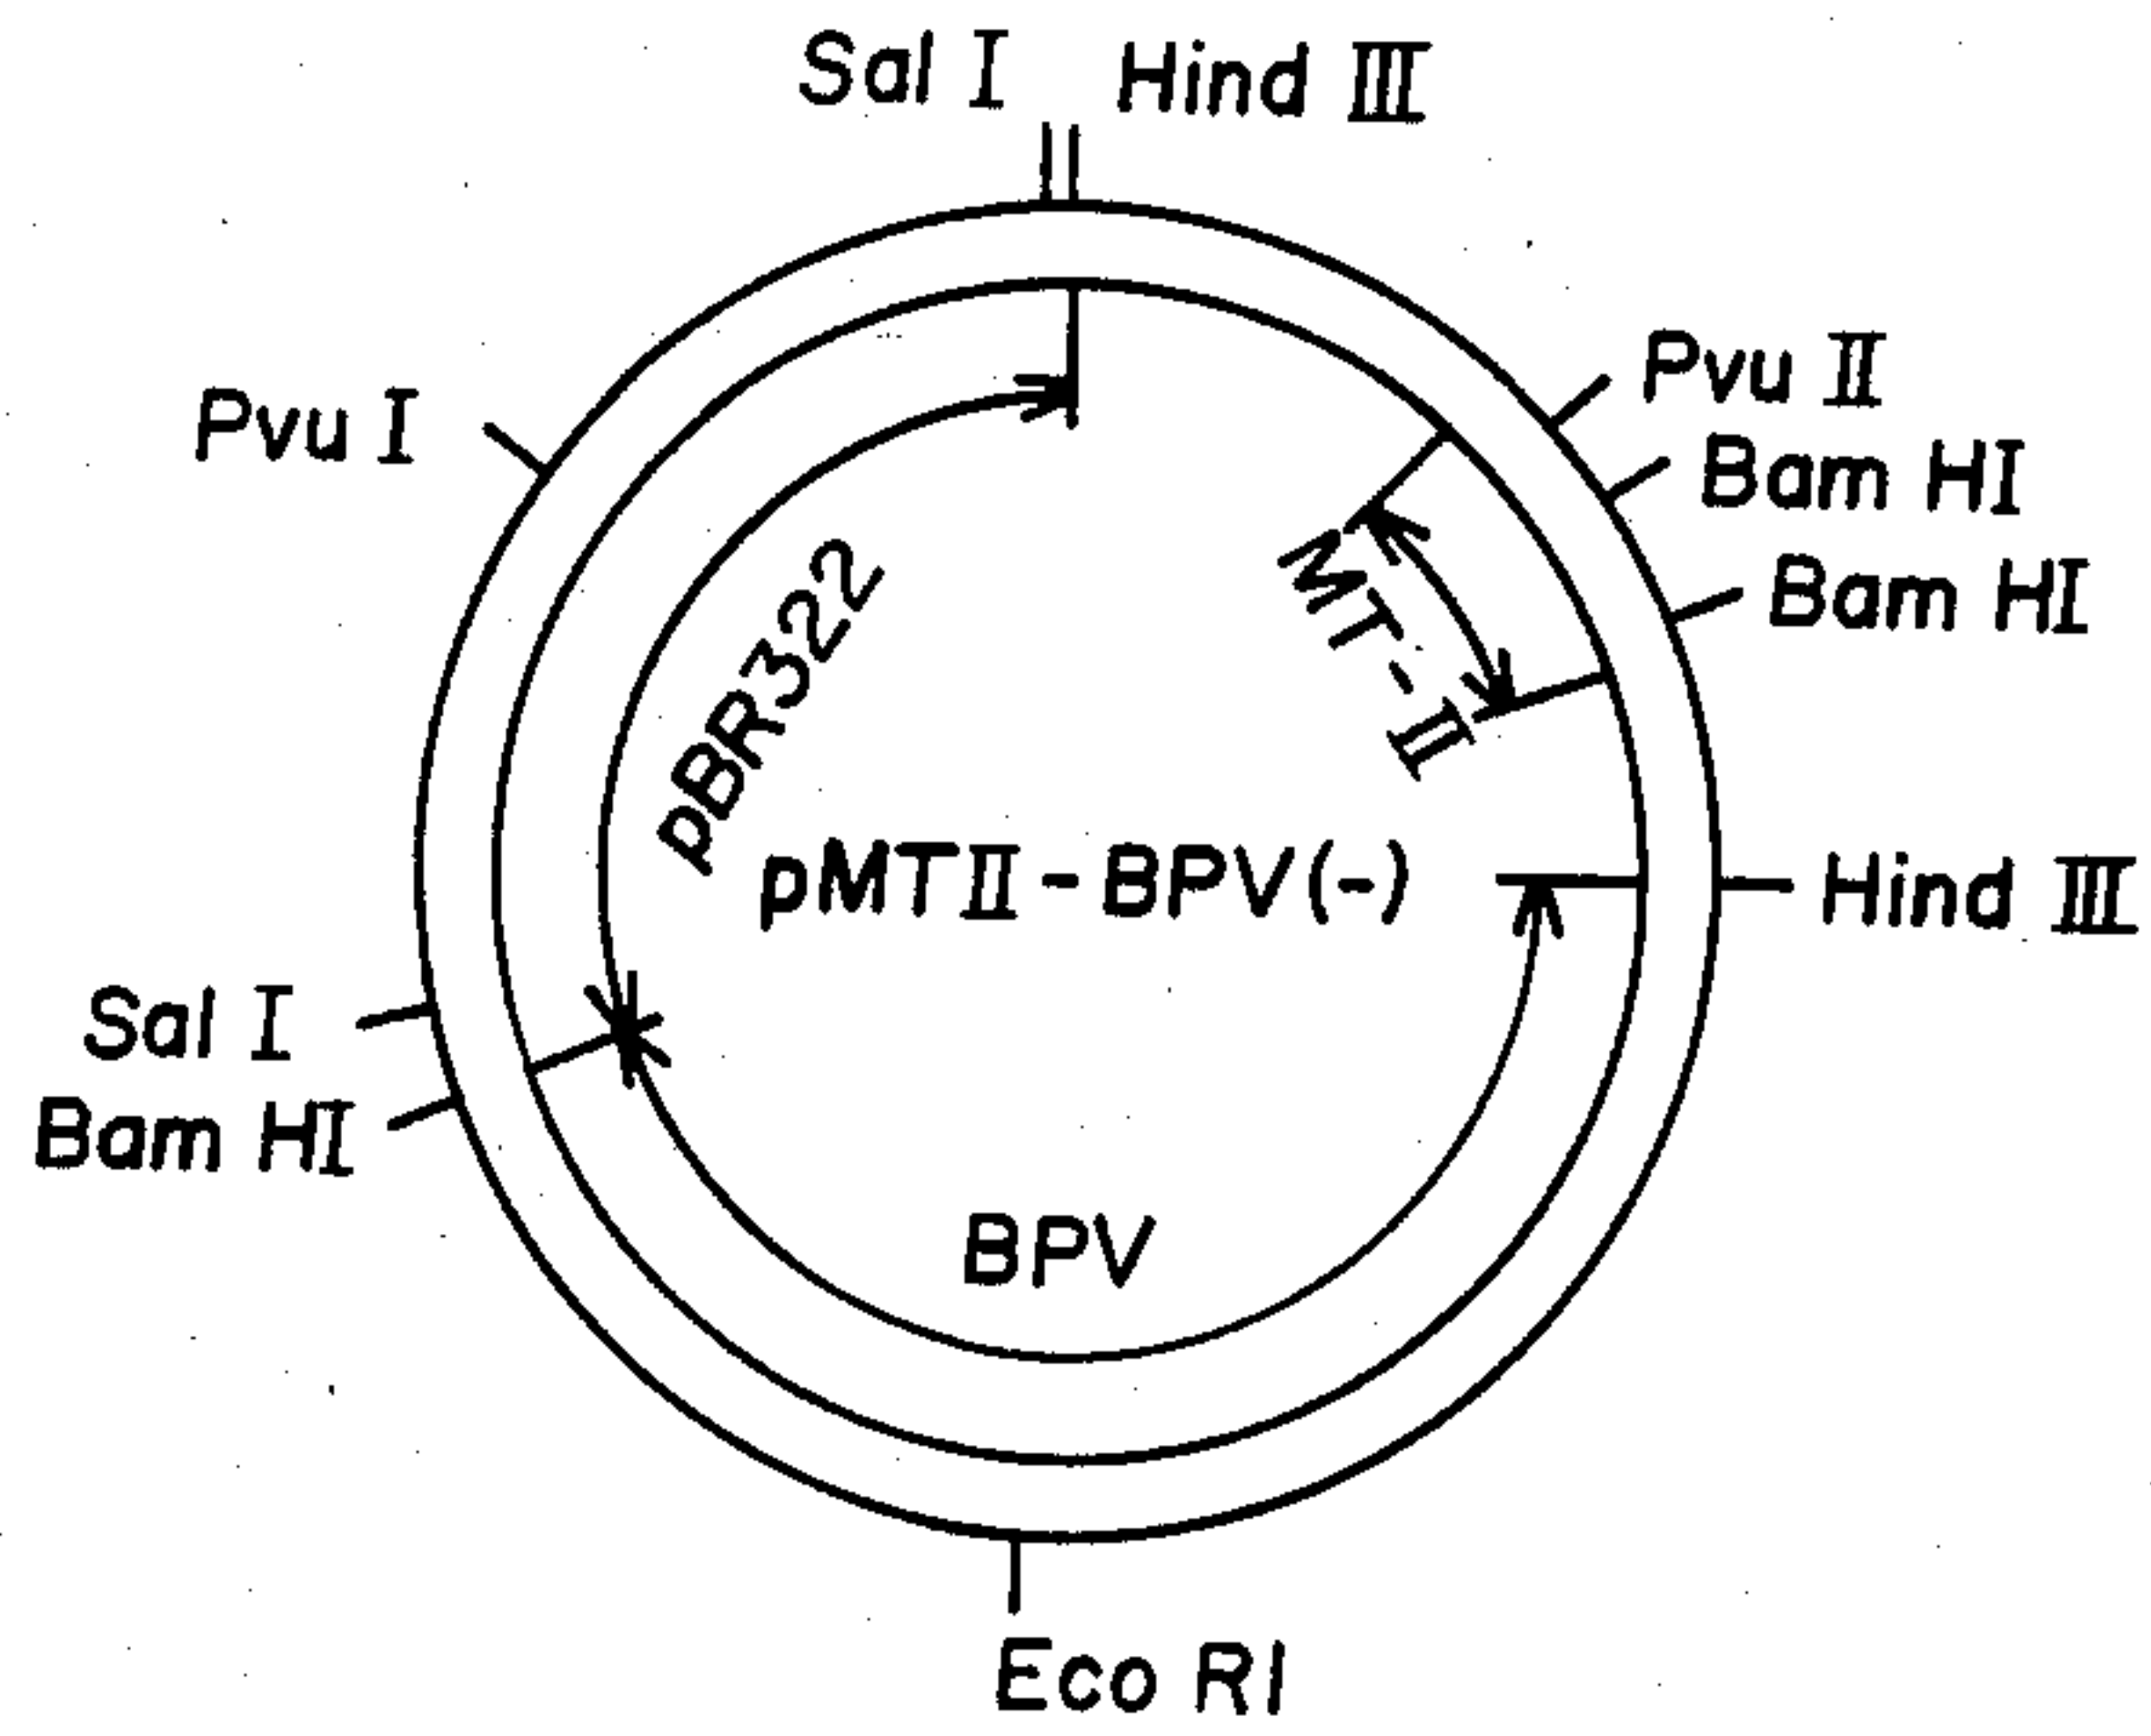 Sal I Hind III
Pvu I
Pvu II
Bam HI
Bam HI
pBR322
MT-II
pMTII-BPV(-)
Hind III
Sal I
Bam HI
BPV
Eco RI